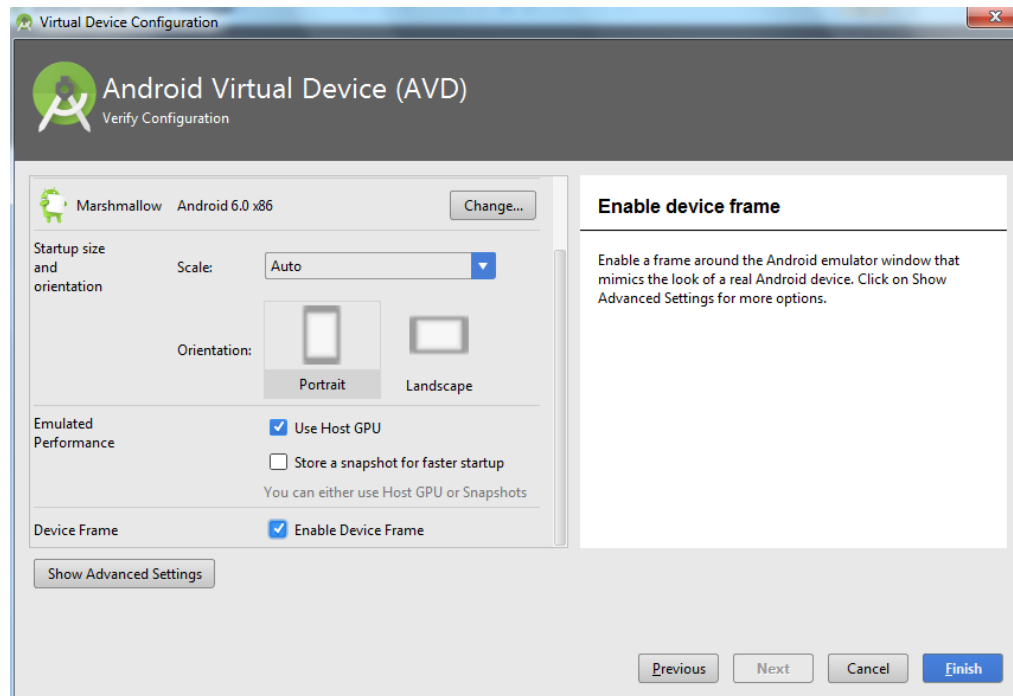 Virtual Device Configuration
x
Android Virtual Device (AVD)
Verify Configuration
Marshmallow Android 6.0 x86 Change...
Startup size
and
orientation
Scale: Auto
Orientation:
Portrait Landscape
Emulated
Performance
Use Host GPU
Store a snapshot for faster startup
You can either use Host GPU or Snapshots
Device Frame Enable Device Frame
Enable device frame
Enable a frame around the Android emulator window that
mimics the look of a real Android device. Click on Show
Advanced Settings for more options.
Show Advanced Settings
Previous Next Cancel Finish